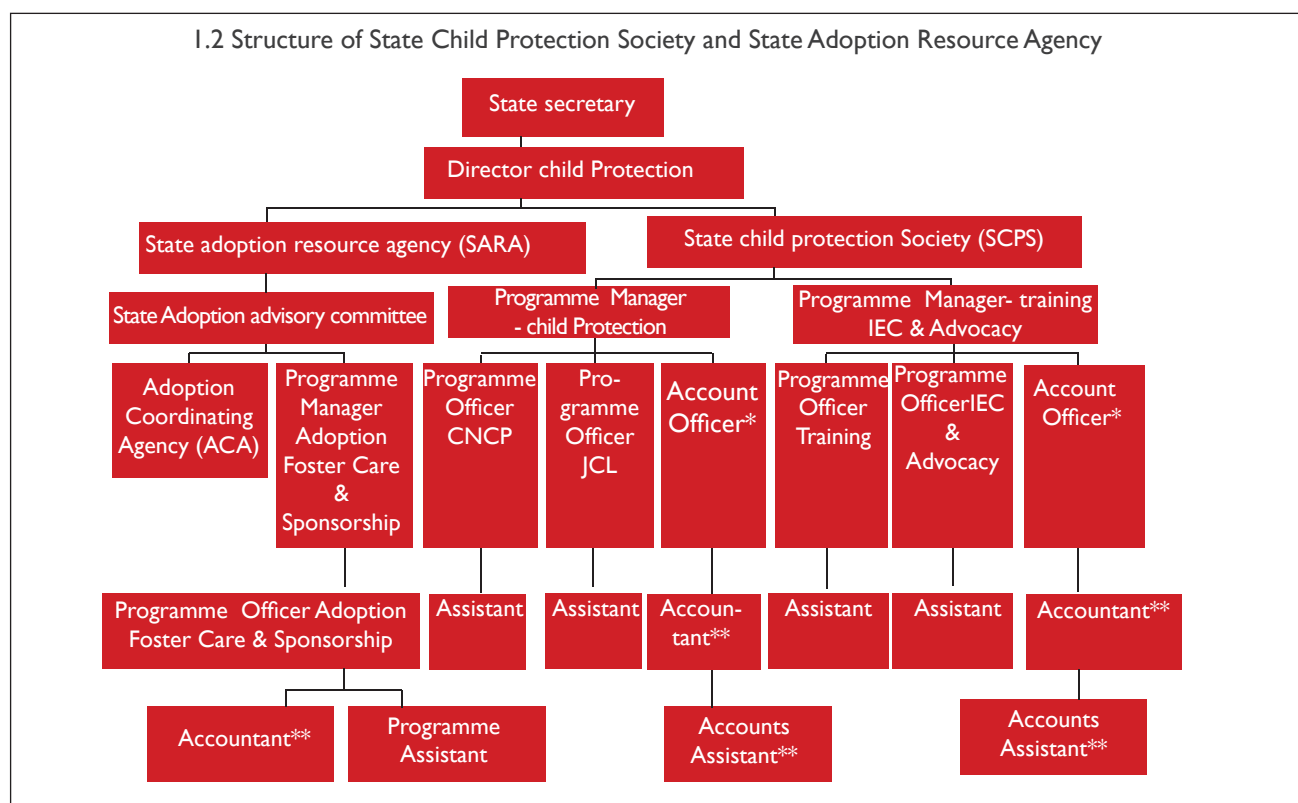 1.2 Structure of State Child Protection Society and State Adoption Resource Agency
State secretary
Director child Protection
State adoption resource agency (SARA)
State child protection Society (SCPS)
State Adoption advisory committee
Programme Manager
- child Protection
Programme Manager- training
IEC & Advocacy
Adoption
Coordinating
Agency (ACA)
Programme
Manager
Adoption
Foster Care
&
Sponsorship
Programme
Officer
CNCP
Pro-
gramme
Officer
JCL
Account
Officer*
Programme
Officer
Training
Programme
OfficerIEC
&
Advocacy
Account
Officer*
Programme Officer Adoption
Foster Care & Sponsorship
Assistant
Assistant
Accoun-
tant**
Assistant
Assistant
Accountant**
Accountant**
Programme
Assistant
Accounts
Assistant**
Accounts
Assistant**